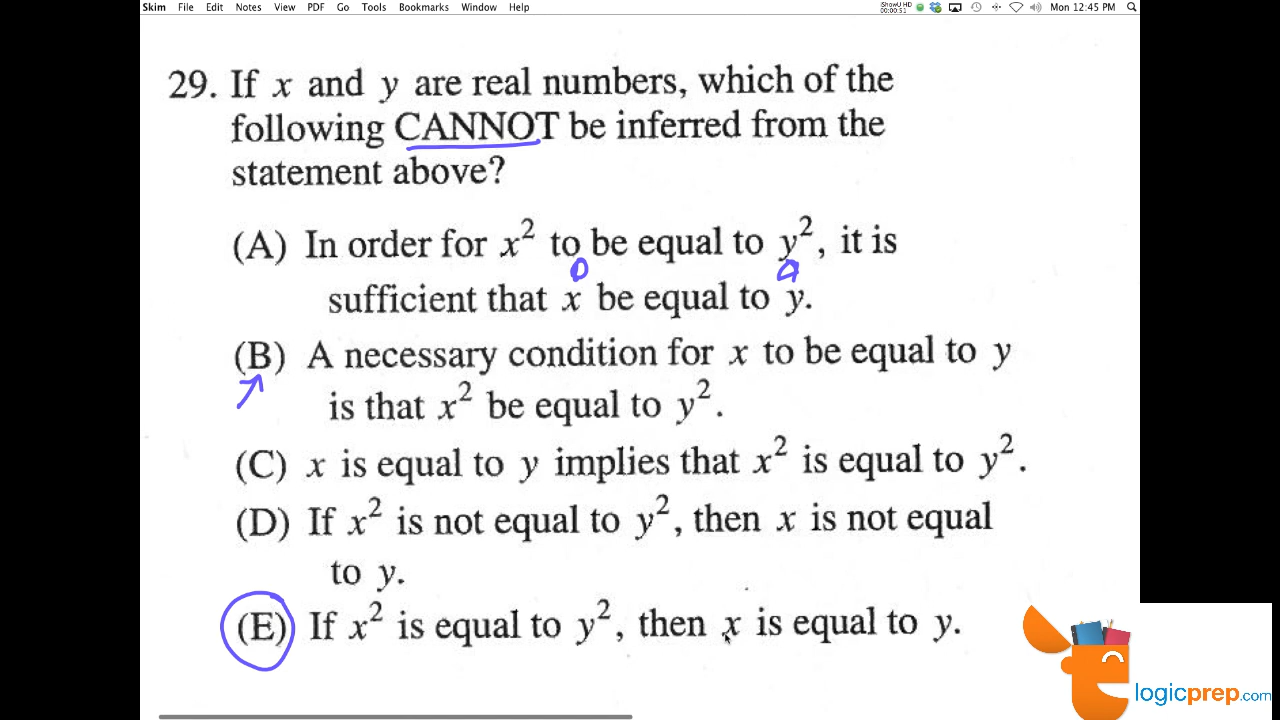 Skim File Edit View PDF Go Tools Bookmarks Window Help iShowU HD 00:00:51 Mon 12:45 PM
29. If x and y are real numbers, which of the
following CANNOT be inferred from the
statement above?
(A) In order for x² to be equal to y², it is
sufficient that x be equal to y.
(B) A necessary condition for x to be equal to y
is that x² be equal to y².
(C) x is equal to y implies that x² is equal to y².
(D) If x² is not equal to y², then x is not equal
to y.
(E) If x² is equal to y², then x is equal to y.
logicprep.com